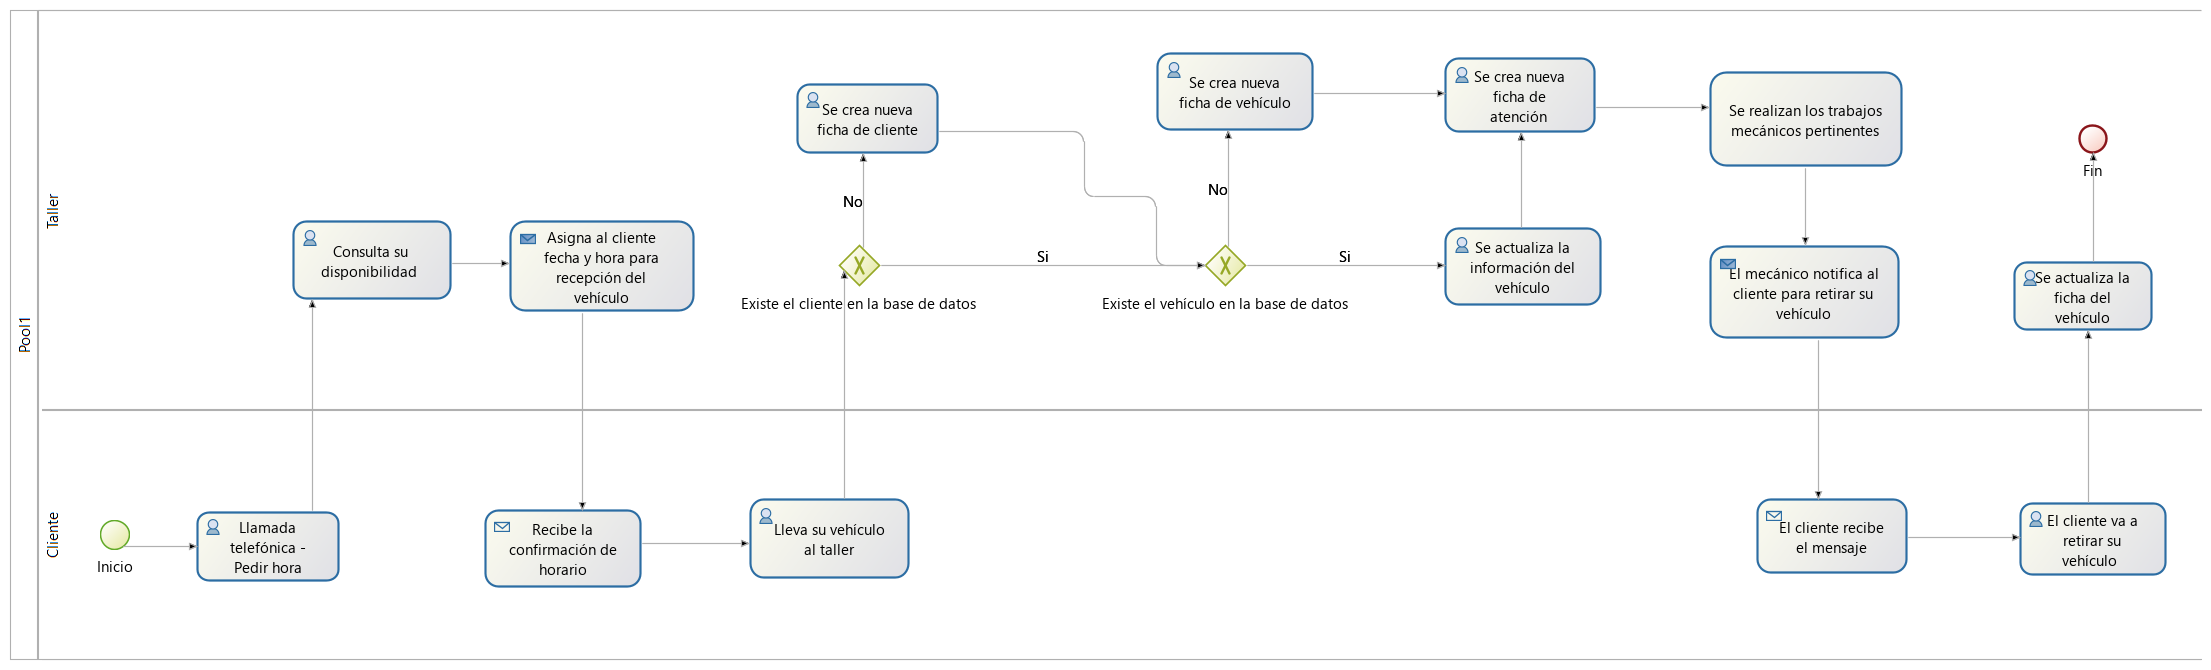 Pool1
Taller
Cliente
Inicio
Llamada
telefónica -
Pedir hora
Consulta su
disponibilidad
Asigna al cliente
fecha y hora para
recepción del
vehículo
Recibe la
confirmación de
horario
Lleva su vehículo
al taller
Existe el cliente en la base de datos
No
Si
Se crea nueva
ficha de cliente
Existe el vehículo en la base de datos
No
Si
Se crea nueva
ficha de vehículo
Se actualiza la
información del
vehículo
Se crea nueva
ficha de
atención
Se realizan los trabajos
mecánicos pertinentes
El mecánico notifica al
cliente para retirar su
vehículo
El cliente recibe
el mensaje
El cliente va a
retirar su
vehículo
Se actualiza la
ficha del
vehículo
Fin